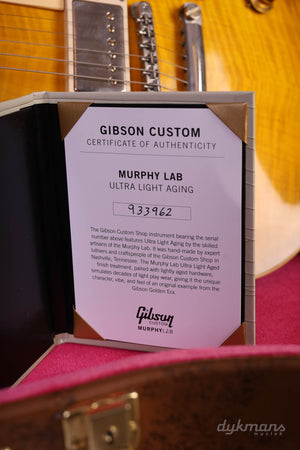 GIBSON CUSTOM
CERTIFICATE OF AUTHENTICITY
MURPHY LAB
ULTRA LIGHT AGING
933962
The Gibson Custom Shop instrument bearing the serial
number above features Ultra Light Aging by the skilled
artisans of the Murphy Lab. It was hand-made by expert
luthiers and craftspeople of the Gibson Custom Shop in
Nashville, Tennessee. The Murphy Lab Ultra Light Aged
finish treatment, paired with lightly aged hardware,
simulates decades of light play wear, giving it the unique
character, vibe, and feel of an original example from the
Gibson Golden Era.
Gibson
CUSTOM
MURPHY LAB
dykmans
muziek